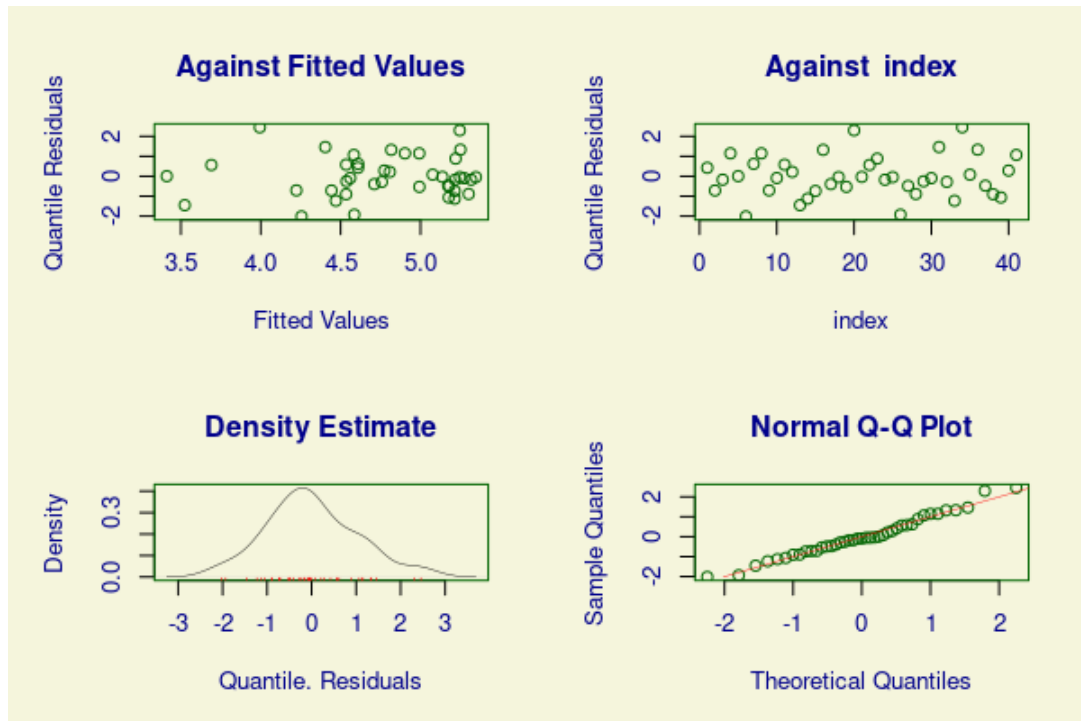 Against Fitted Values
Quantile Residuals
2
0
-2
3.5 4.0 4.5 5.0
Fitted Values
Against index
Quantile Residuals
2
0
-2
0 10 20 30 40
index
Density Estimate
Density
0.3
0.0
-3 -2 -1 0 1 2 3
Quantile. Residuals
Normal Q-Q Plot
Sample Quantiles
2
0
-2
-2 -1 0 1 2
Theoretical Quantiles